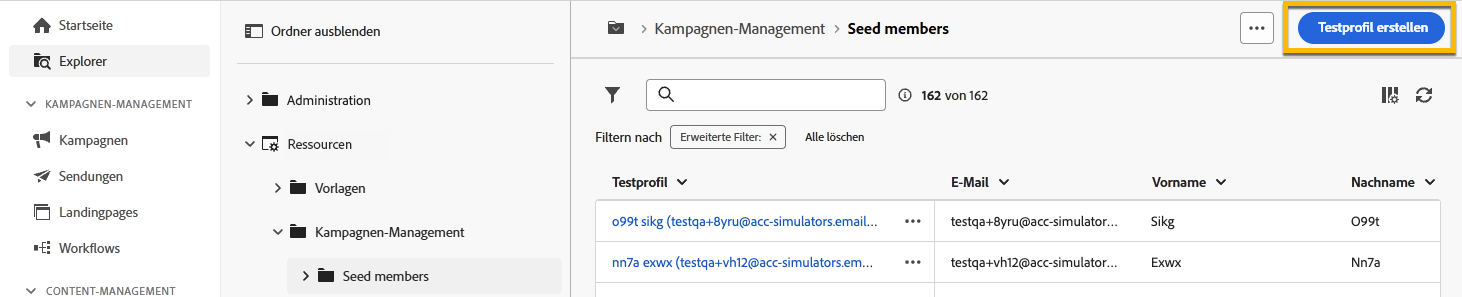 Startseite
Explorer
KAMPAGNEN-MANAGEMENT
Kampagnen
Sendungen
Landingpages
Workflows
CONTENT-MANAGEMENT
Ordner ausblenden
Administration
Ressourcen
Vorlagen
Kampagnen-Management
Seed members
Kampagnen-Management Seed members
Testprofil erstellen
162 von 162
Filtern nach Erweiterte Filter: Alle löschen
Testprofil E-Mail Vorname Nachname
o99t sikg (testqa+8yru@acc-simulators.email... testqa+8yru@acc-simulator... Sikg O99t
nn7a exwx (testqa+vh12@acc-simulators.em... testqa+vh12@acc-simulator... Exwx Nn7a